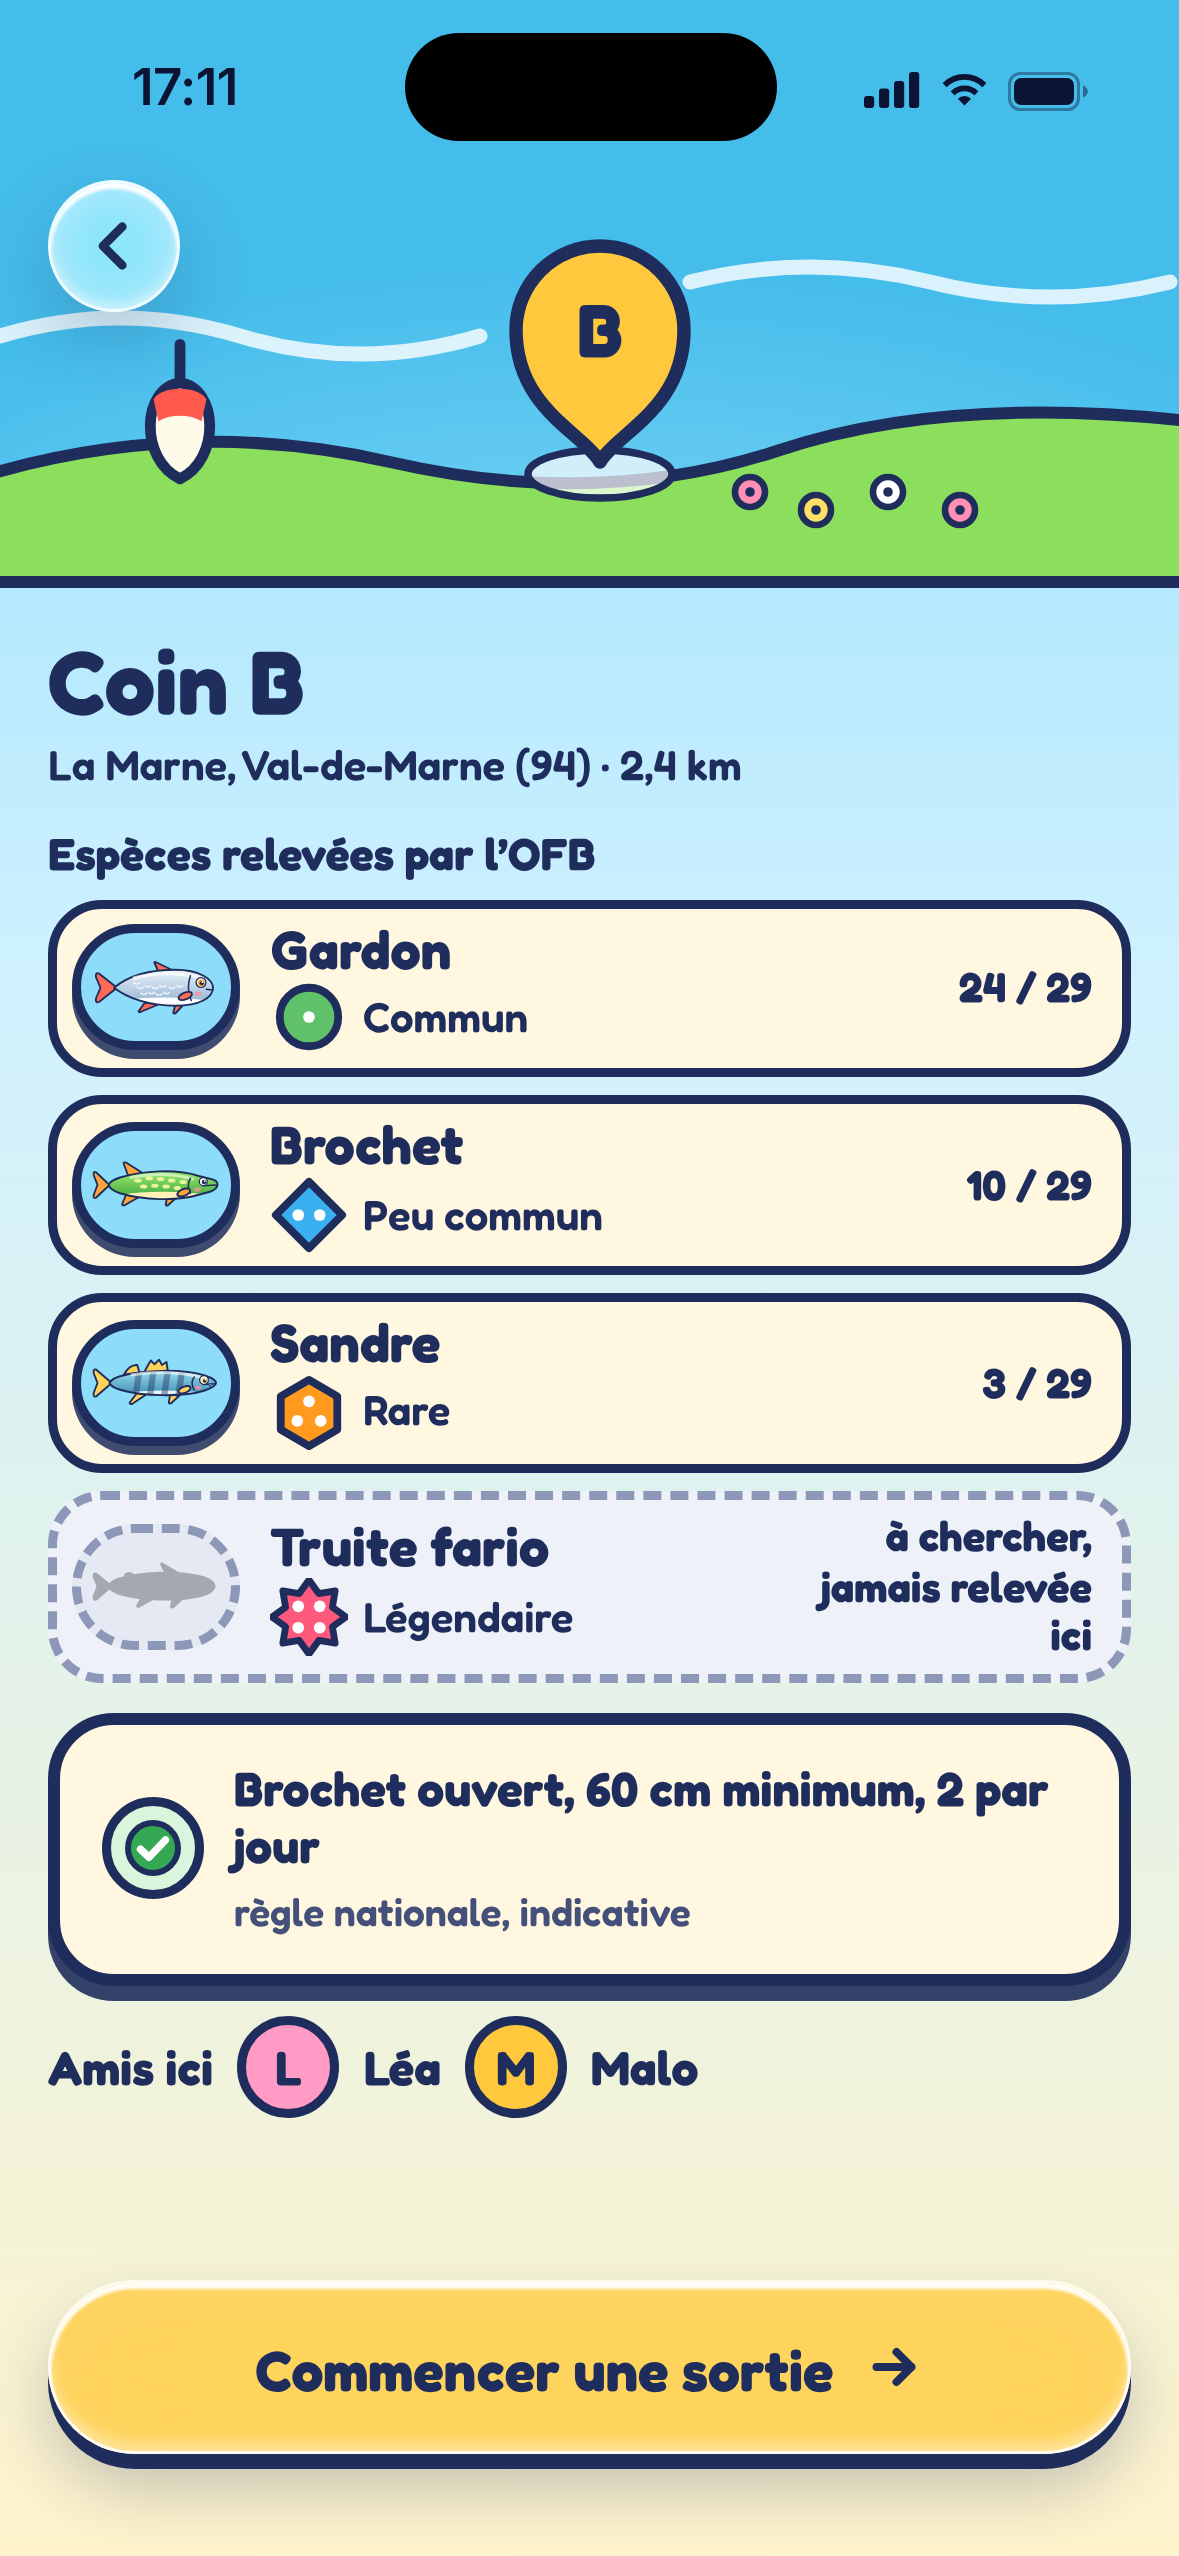 17:11
B
Coin B
La Marne, Val-de-Marne (94) · 2,4 km
Espèces relevées par l’OFB
Gardon
Commun
24 / 29
Brochet
Peu commun
10 / 29
Sandre
Rare
3 / 29
Truite fario
Légendaire
à chercher,
jamais relevée
ici
Brochet ouvert, 60 cm minimum, 2 par
jour
règle nationale, indicative
Amis ici L Léa M Malo
Commencer une sortie →